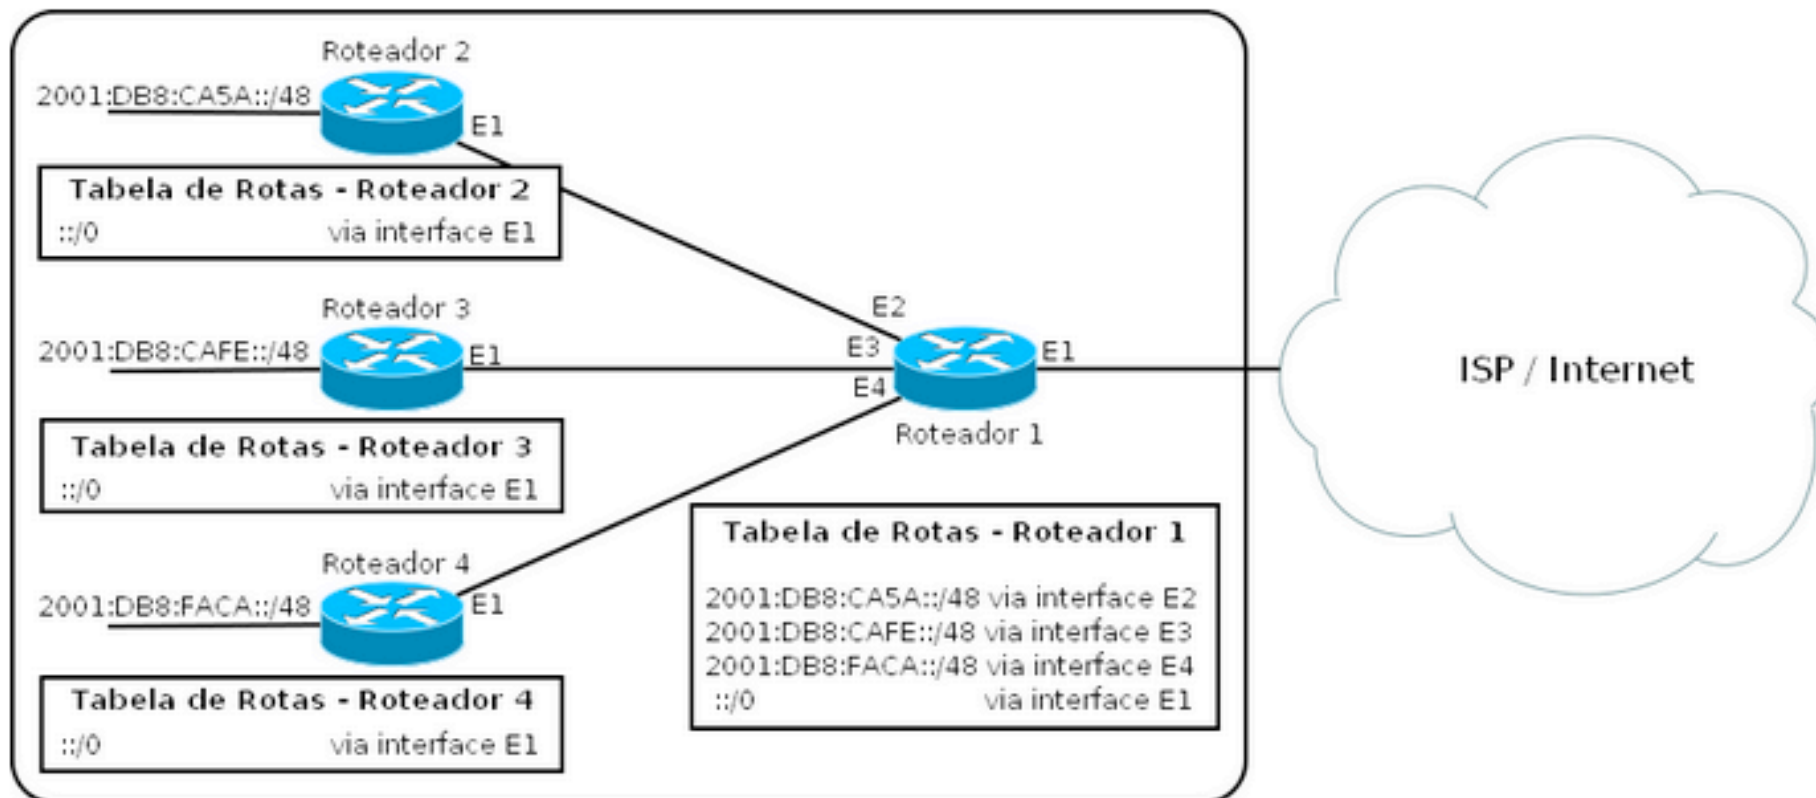 Roteador 2
2001:DB8:CA5A::/48
E1
Tabela de Rotas - Roteador 2
::/0 via interface E1
Roteador 3
2001:DB8:CAFE::/48
E1
Tabela de Rotas - Roteador 3
::/0 via interface E1
Roteador 4
2001:DB8:FACA::/48
E1
Tabela de Rotas - Roteador 4
::/0 via interface E1
E2
E3
E4
E1
Roteador 1
Tabela de Rotas - Roteador 1
2001:DB8:CA5A::/48 via interface E2
2001:DB8:CAFE::/48 via interface E3
2001:DB8:FACA::/48 via interface E4
::/0 via interface E1
ISP / Internet